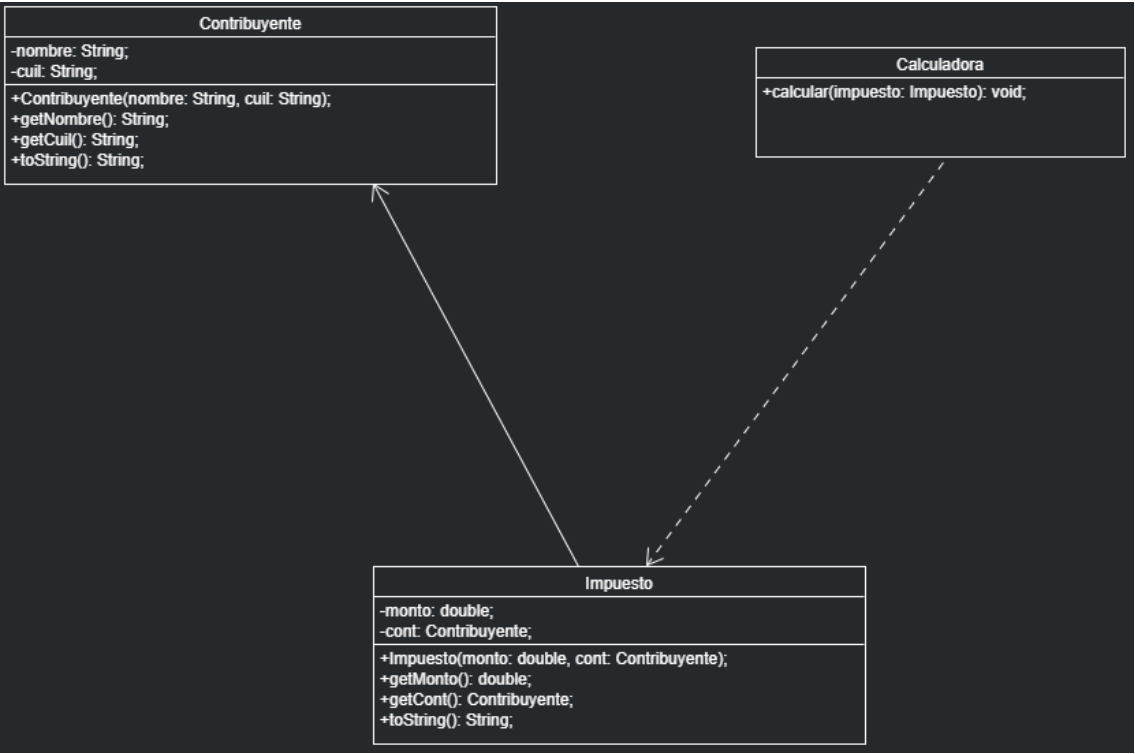 Contribuyente
-nombre: String;
-cuil: String;
+Contribuyente(nombre: String, cuil: String);
+getNombre(): String;
+getCuil(): String;
+toString(): String;
Calculadora
+calcular(impuesto: Impuesto): void;
Impuesto
-monto: double;
-cont: Contribuyente;
+Impuesto(monto: double, cont: Contribuyente);
+getMonto(): double;
+getCont(): Contribuyente;
+toString(): String;